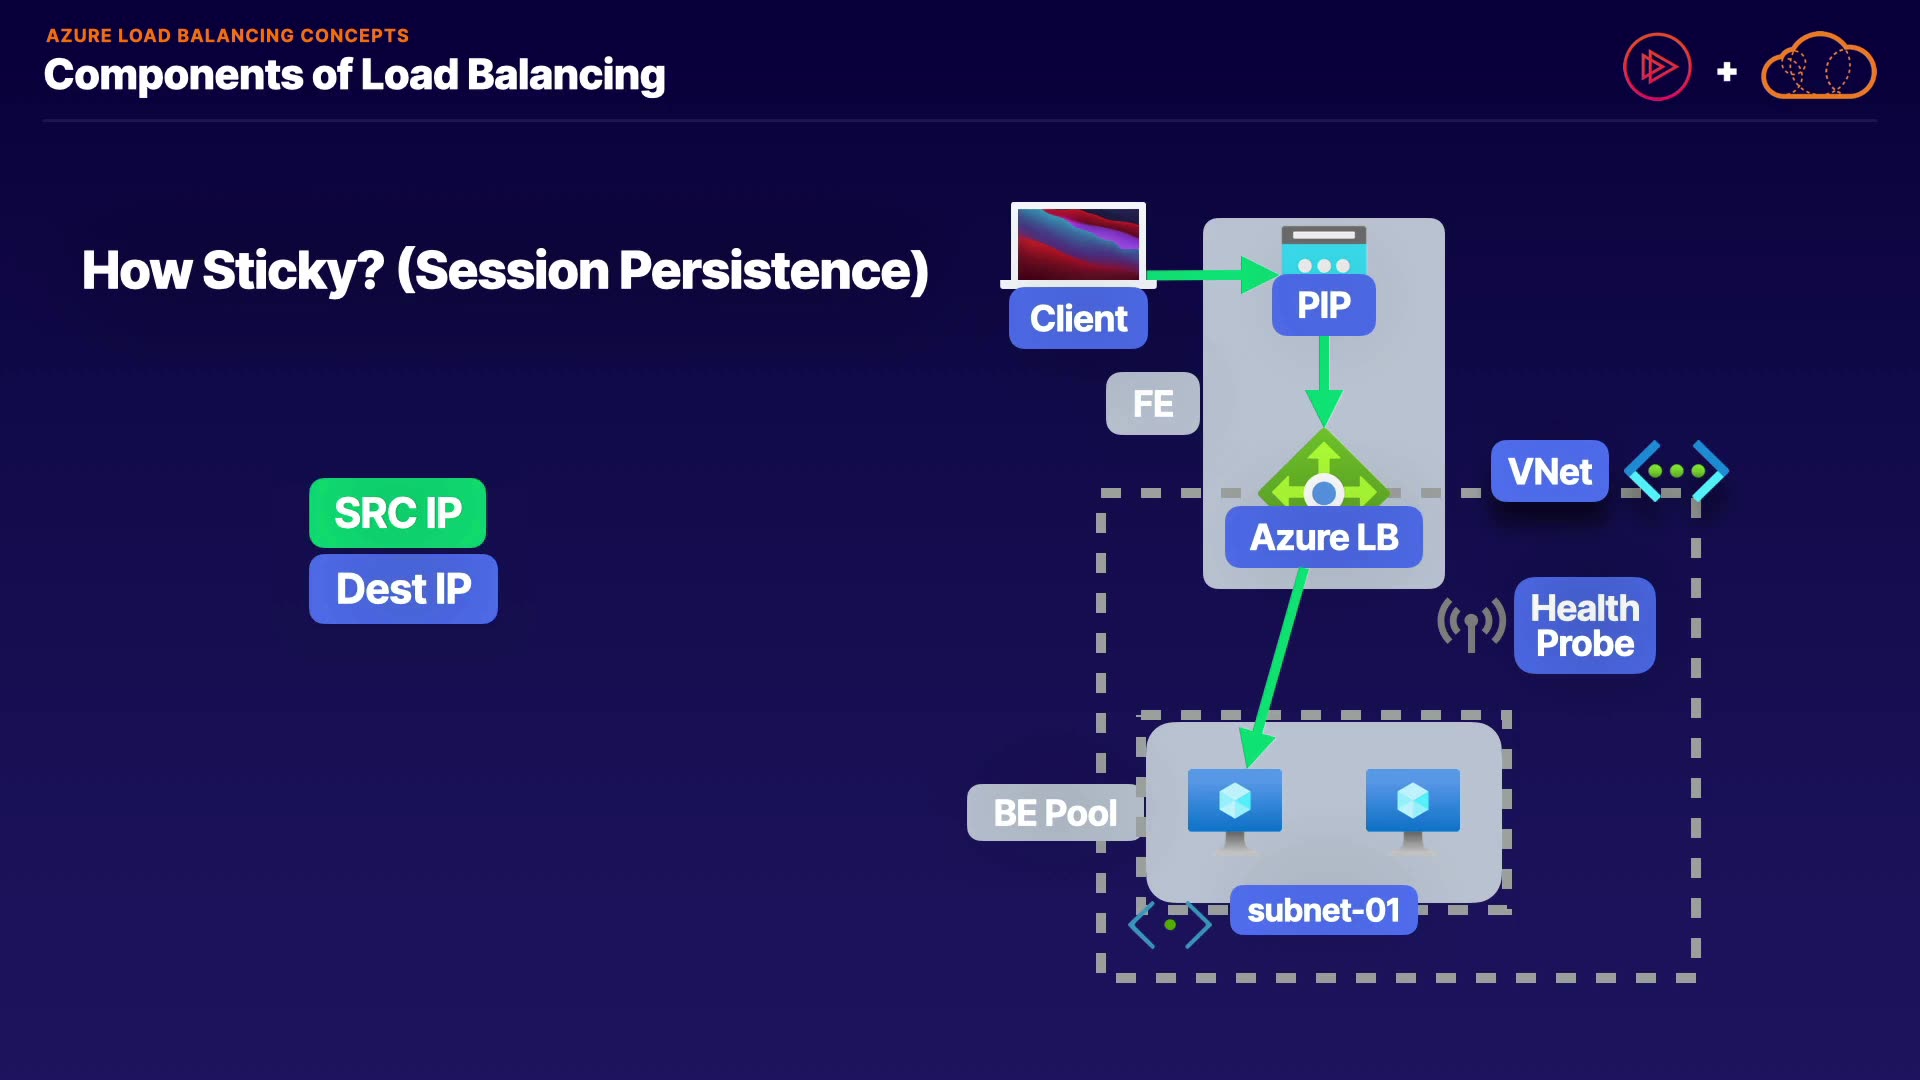 AZURE LOAD BALANCING CONCEPTS
Components of Load Balancing
How Sticky? (Session Persistence)
SRC IP
Dest IP
Client
PIP
FE
Azure LB
VNet
Health
Probe
BE Pool
subnet-01